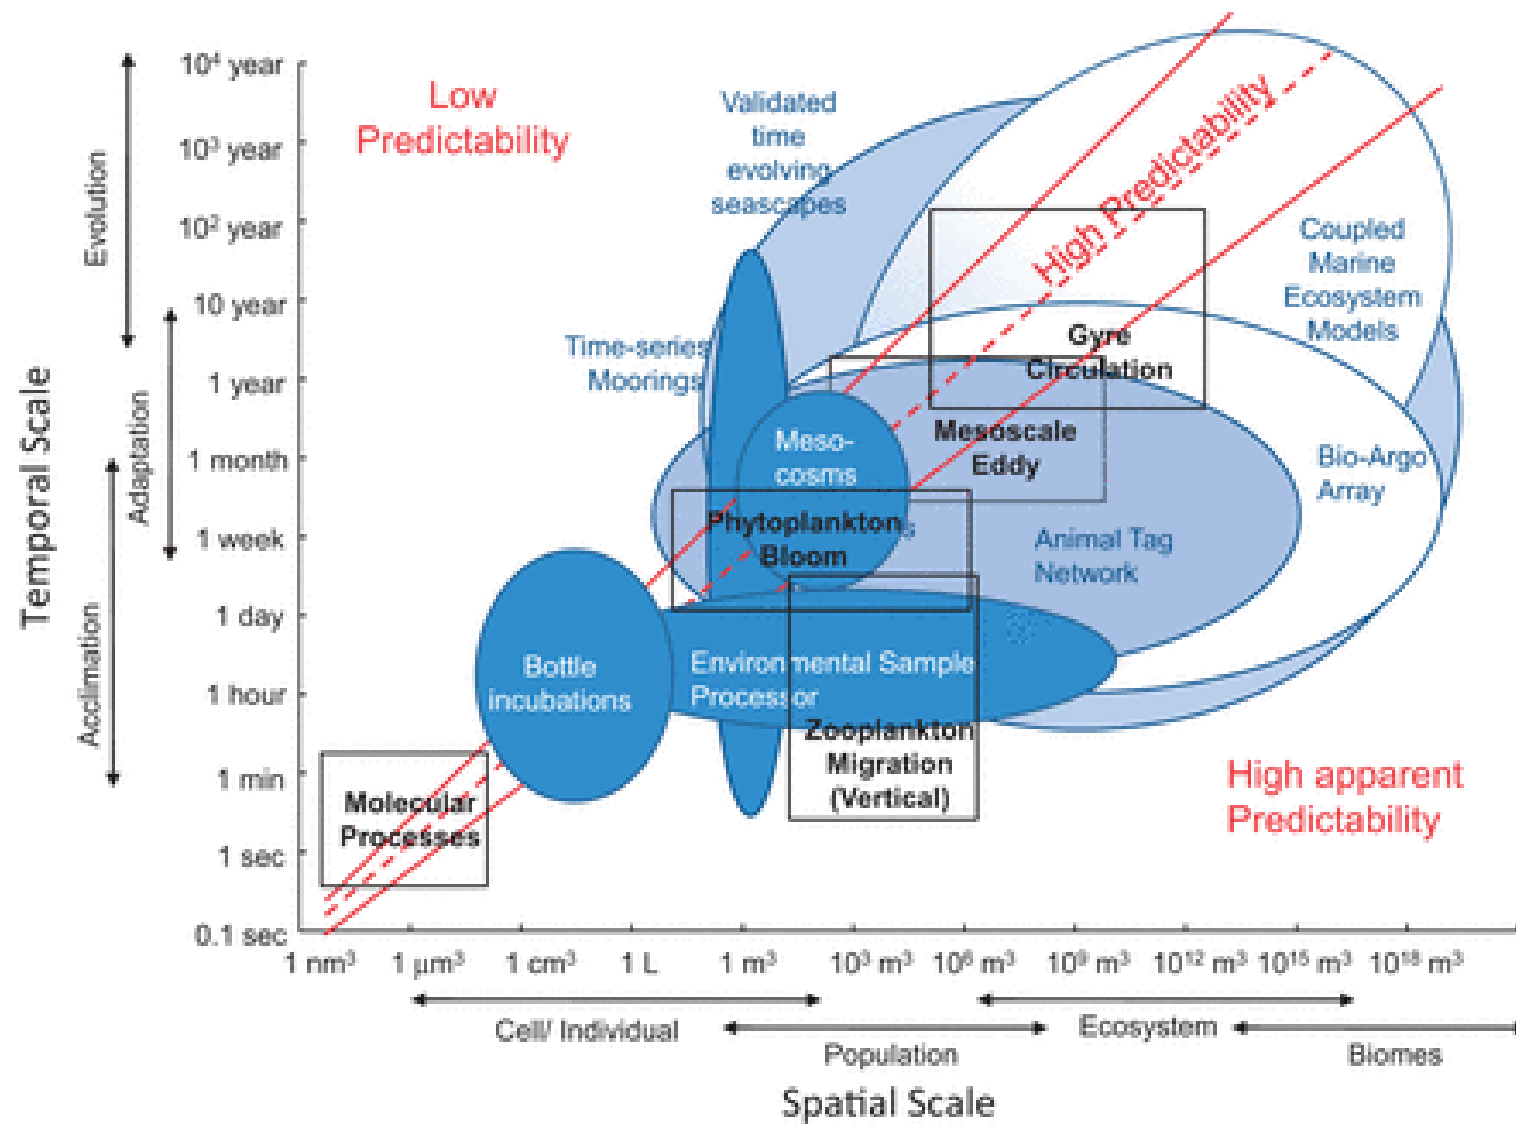 Low
Predictability
Validated
time
evolving
seascapes
High Predictability
Coupled
Marine
Ecosystem
Models
Time-series
Moorings
Gyre
Circulation
Meso-
cosms
Mesoscale
Eddy
Bio-Argo
Array
Phytoplankton
Bloom
Animal Tag
Network
Bottle
incubations
Environmental Sample
Processor
Zooplankton
Migration
(Vertical)
Molecular
Processes
High apparent
Predictability
Temporal Scale
Evolution
Adaptation
Acclimation
10⁴ year
10³ year
10² year
10 year
1 year
1 month
1 week
1 day
1 hour
1 min
1 sec
0.1 sec
1 nm³ 1 µm³ 1 cm³ 1 L 1 m³ 10³ m³ 10⁶ m³ 10⁹ m³ 10¹² m³ 10¹⁵ m³ 10¹⁸ m³
Cell/ Individual
Ecosystem
Population
Biomes
Spatial Scale